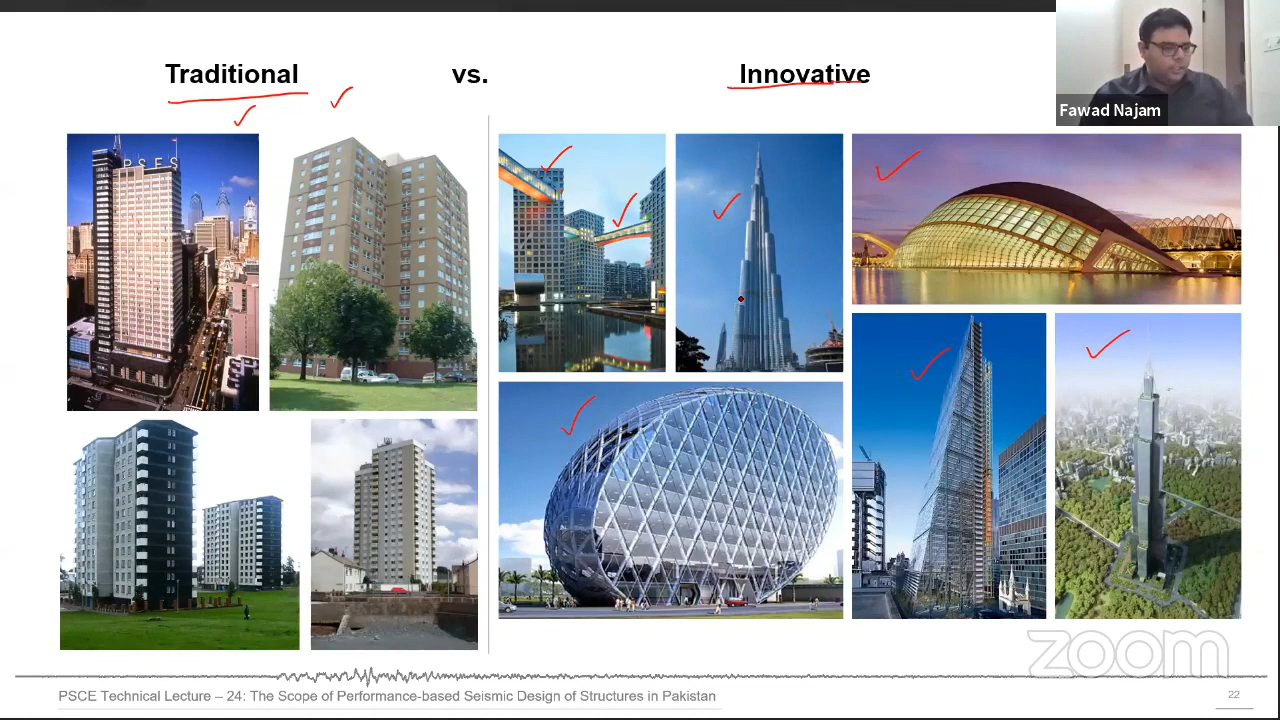 Traditional vs. Innovative
Fawad Najam
PSFS
PSCE Technical Lecture – 24: The Scope of Performance-based Seismic Design of Structures in Pakistan
22
zoom